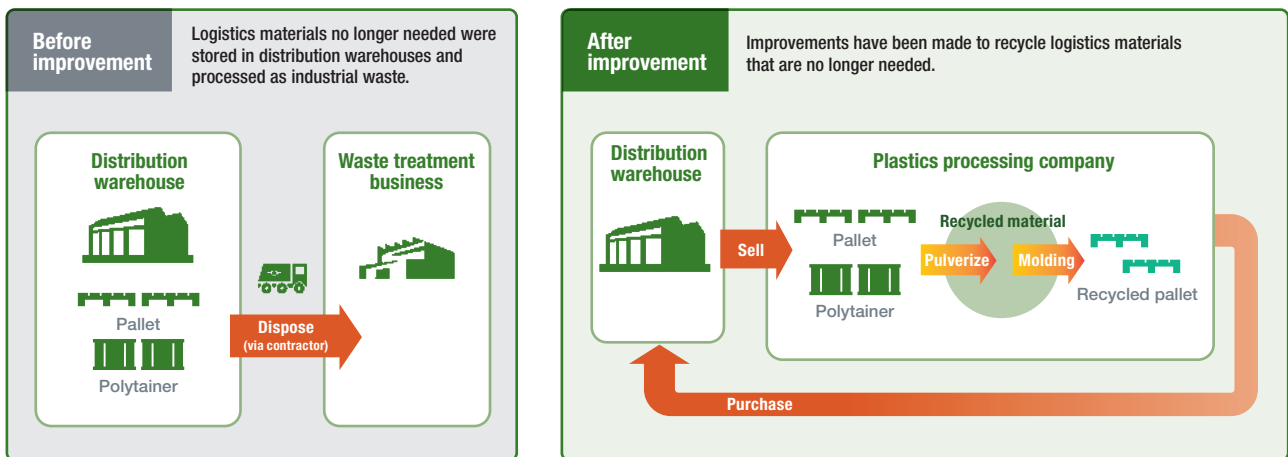 Before
improvement
Logistics materials no longer needed were
stored in distribution warehouses and
processed as industrial waste.
Distribution
warehouse
Pallet
Polytainer
Dispose
(via contractor)
Waste treatment
business
After
improvement
Improvements have been made to recycle logistics materials
that are no longer needed.
Distribution
warehouse
Sell
Plastics processing company
Pallet
Polytainer
Recycled material
Pulverize
Molding
Recycled pallet
Purchase